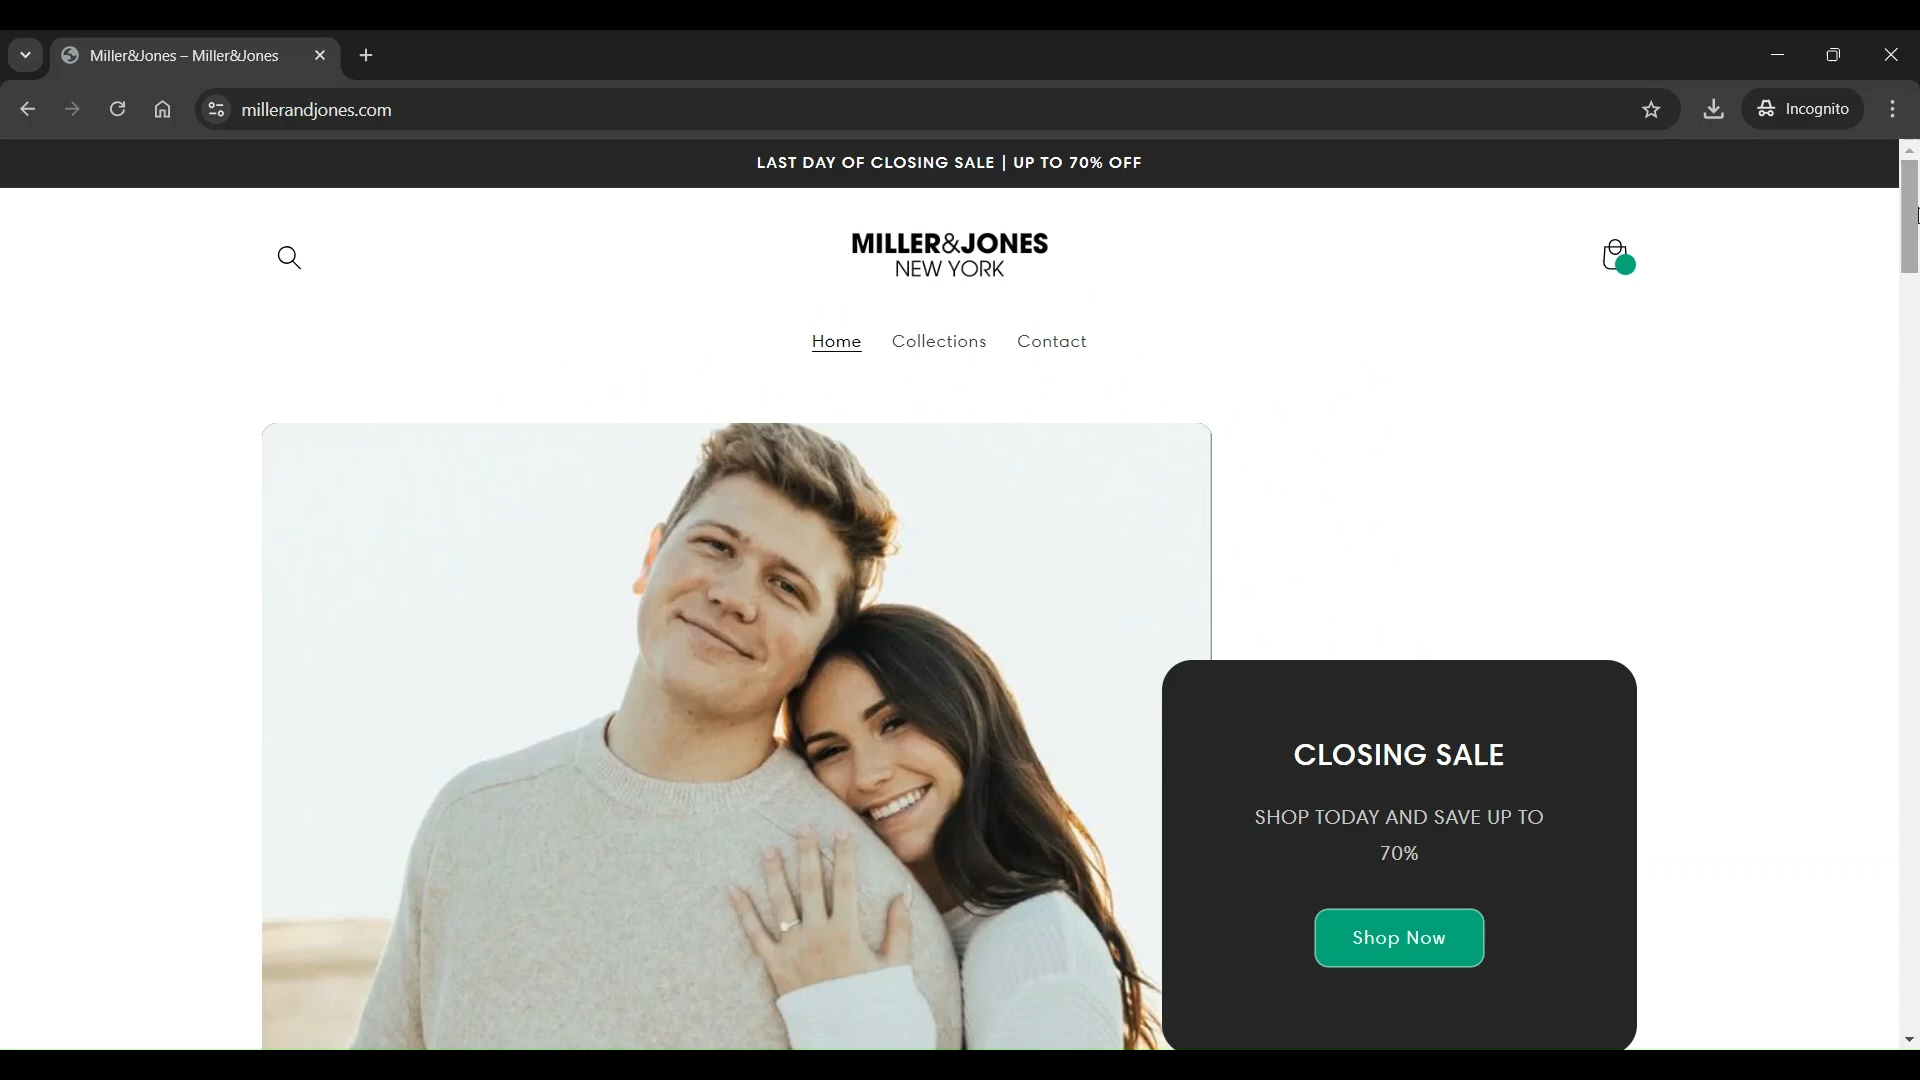 Miller&Jones – Miller&Jones
millerandjones.com
Incognito
LAST DAY OF CLOSING SALE | UP TO 70% OFF
MILLER&JONES
NEW YORK
Home Collections Contact
CLOSING SALE
SHOP TODAY AND SAVE UP TO
70%
Shop Now